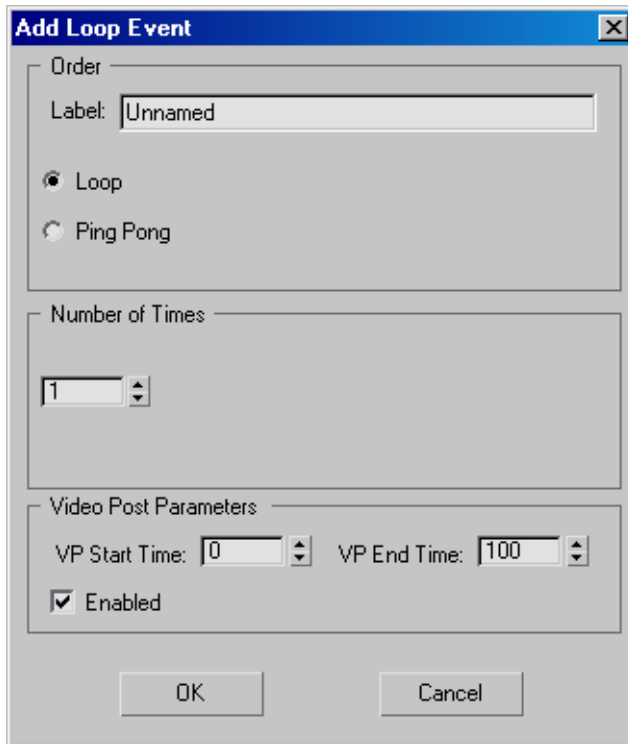 Add Loop Event
Order
Label: Unnamed
Loop
Ping Pong
Number of Times
1
Video Post Parameters
VP Start Time: 0 VP End Time: 100
Enabled
OK Cancel